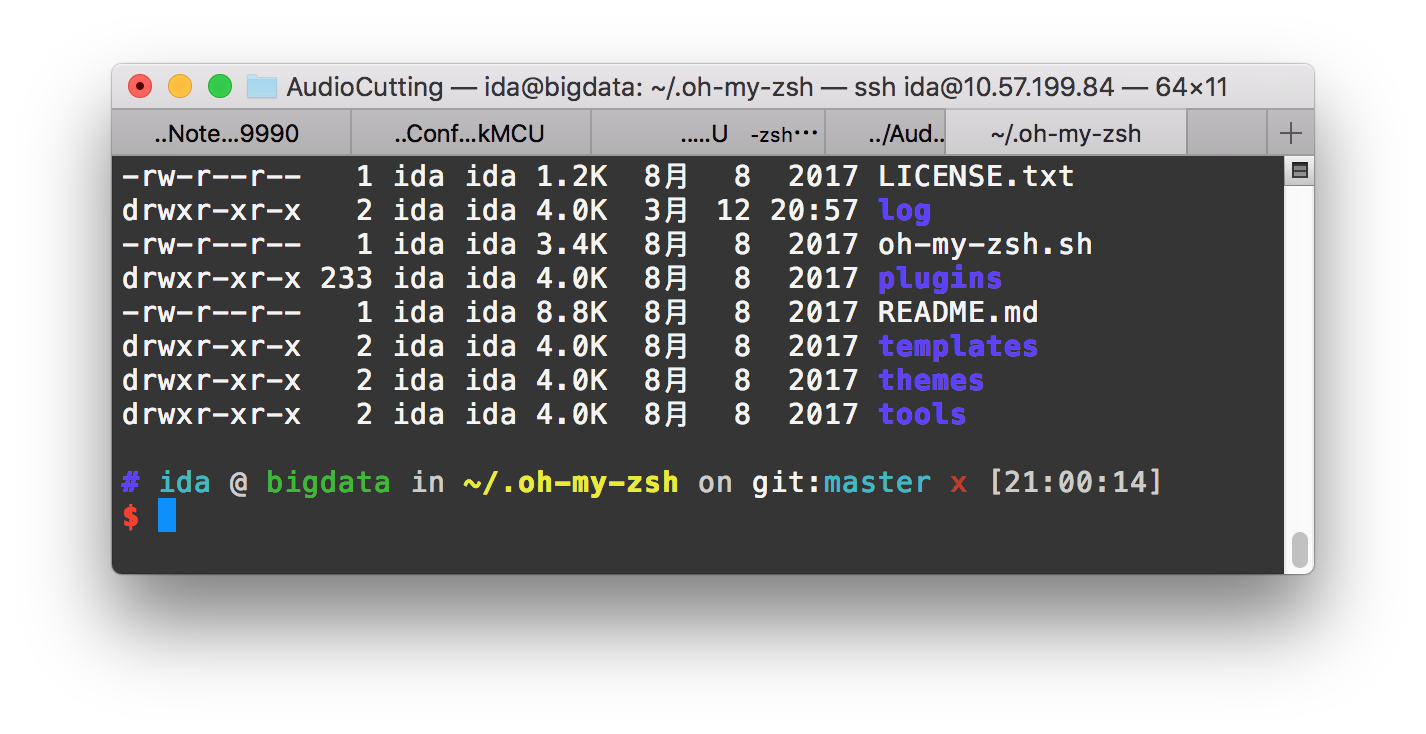 AudioCutting — ida@bigdata: ~/.oh-my-zsh — ssh ida@10.57.199.84 — 64×11
..Note...9990 ..Conf...kMCU .....U -zsh··· ../Aud.. ~/.oh-my-zsh +
-rw-r--r-- 1 ida ida 1.2K 8月 8 2017 LICENSE.txt
drwxr-xr-x 2 ida ida 4.0K 3月 12 20:57 log
-rw-r--r-- 1 ida ida 3.4K 8月 8 2017 oh-my-zsh.sh
drwxr-xr-x 233 ida ida 4.0K 8月 8 2017 plugins
-rw-r--r-- 1 ida ida 8.8K 8月 8 2017 README.md
drwxr-xr-x 2 ida ida 4.0K 8月 8 2017 templates
drwxr-xr-x 2 ida ida 4.0K 8月 8 2017 themes
drwxr-xr-x 2 ida ida 4.0K 8月 8 2017 tools
# ida @ bigdata in ~/.oh-my-zsh on git:master x [21:00:14]
$